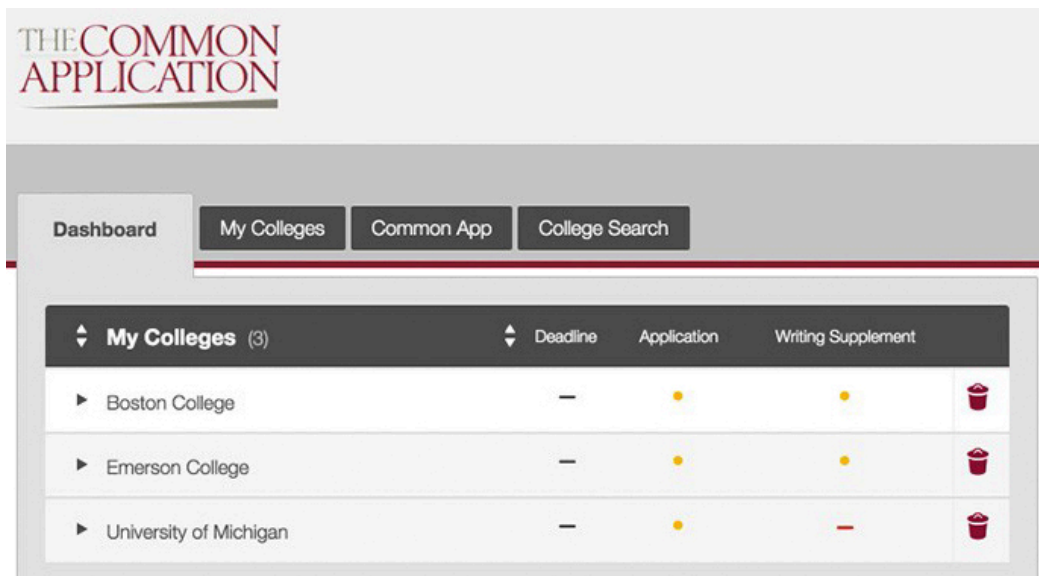 THE COMMON
APPLICATION
Dashboard My Colleges Common App College Search
My Colleges (3) Deadline Application Writing Supplement
Boston College
Emerson College
University of Michigan